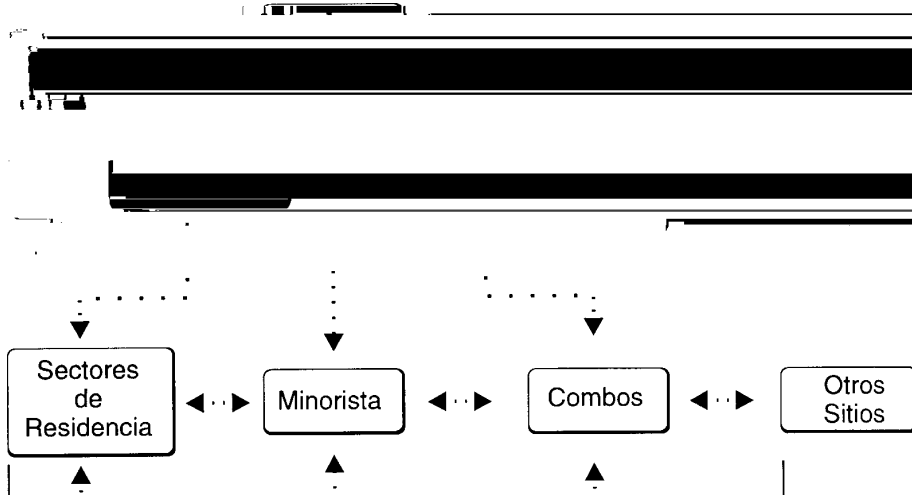 Sectores
de
Residencia
Minorista
Combos
Otros
Sitios